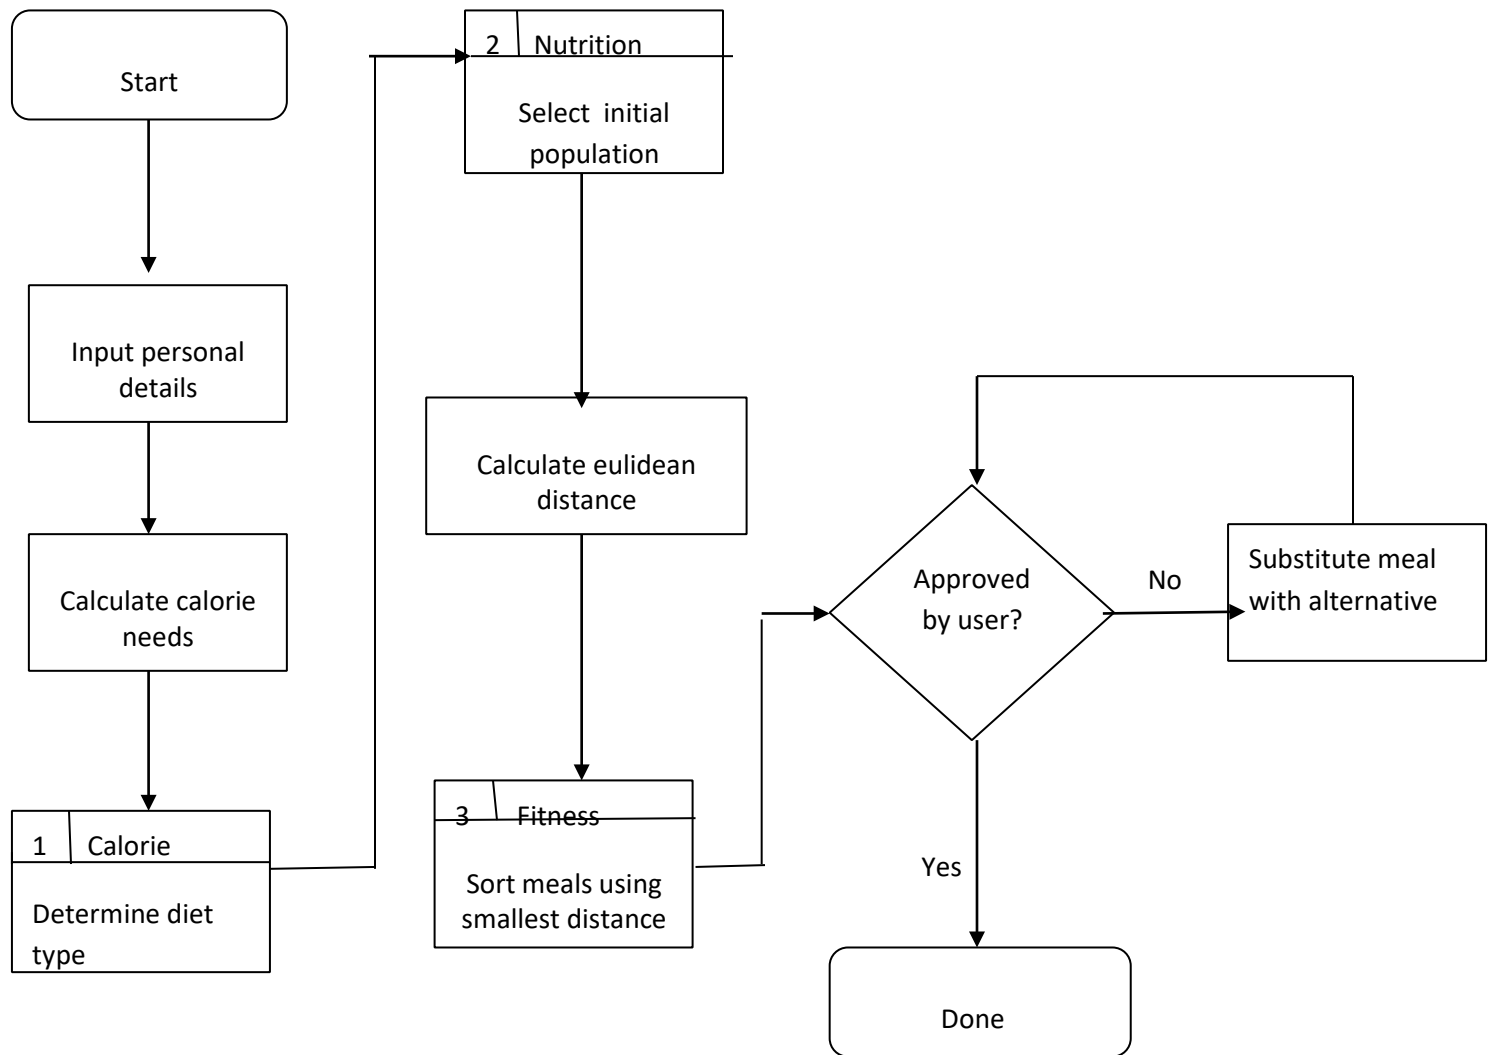 Start
Input personal
details
Calculate calorie
needs
1 Calorie
Determine diet
type
2 Nutrition
Select initial
population
Calculate eulidean
distance
3 Fitness
Sort meals using
smallest distance
Approved
by user?
No
Substitute meal
with alternative
Yes
Done